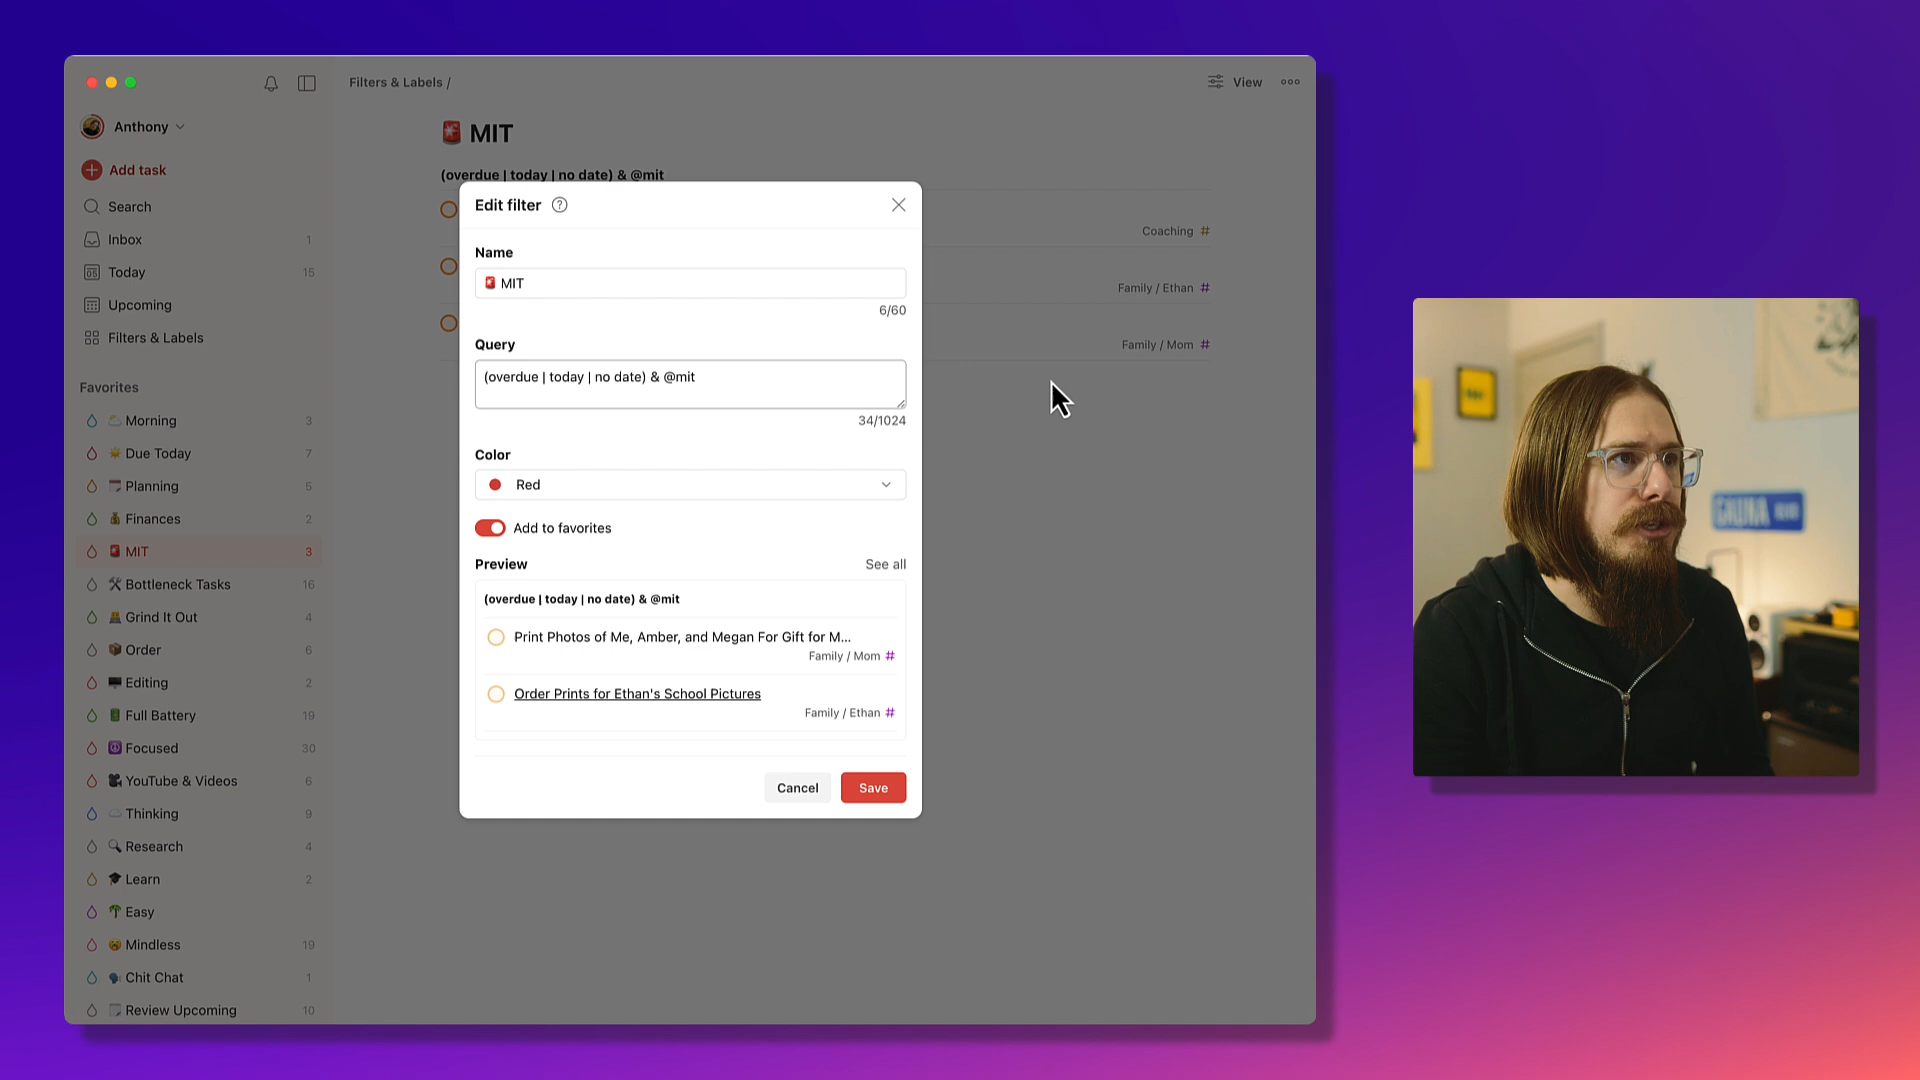 Filters & Labels /
View
Anthony
Add task
Search
Inbox 1
Today 15
Upcoming
Filters & Labels
Favorites
Morning 3
Due Today 7
Planning 5
Finances 2
MIT 3
Bottleneck Tasks 16
Grind It Out 4
Order 6
Editing 2
Full Battery 19
Focused 30
YouTube & Videos 6
Thinking 9
Research 4
Learn 2
Easy
Mindless 19
Chit Chat 1
Review Upcoming 10
MIT
(overdue | today | no date) & @mit
Coaching #
Family / Ethan #
Family / Mom #
Edit filter ?
Name
MIT
6/60
Query
(overdue | today | no date) & @mit
34/1024
Color
Red
Add to favorites
Preview See all
(overdue | today | no date) & @mit
Print Photos of Me, Amber, and Megan For Gift for M...
Family / Mom #
Order Prints for Ethan's School Pictures
Family / Ethan #
Cancel Save